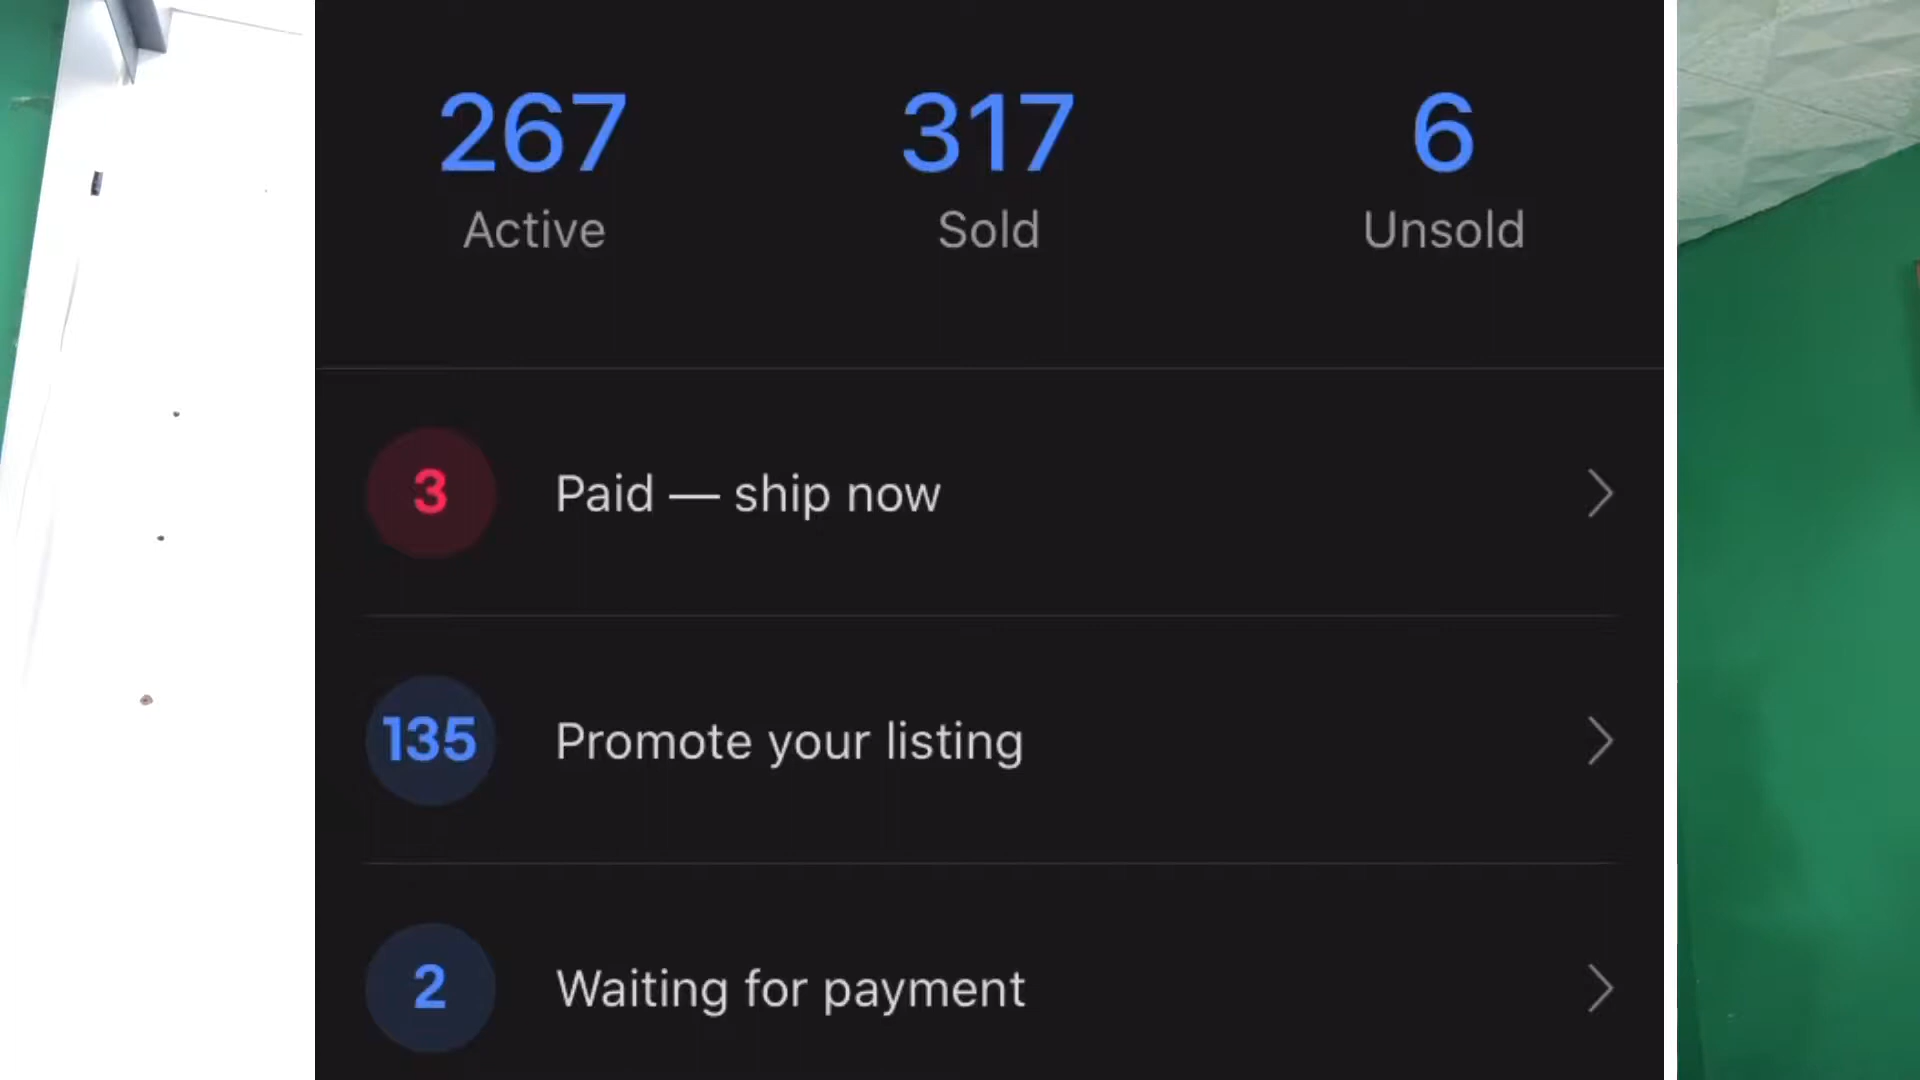 267 317 6
Active Sold Unsold
3 Paid — ship now
135 Promote your listing
2 Waiting for payment